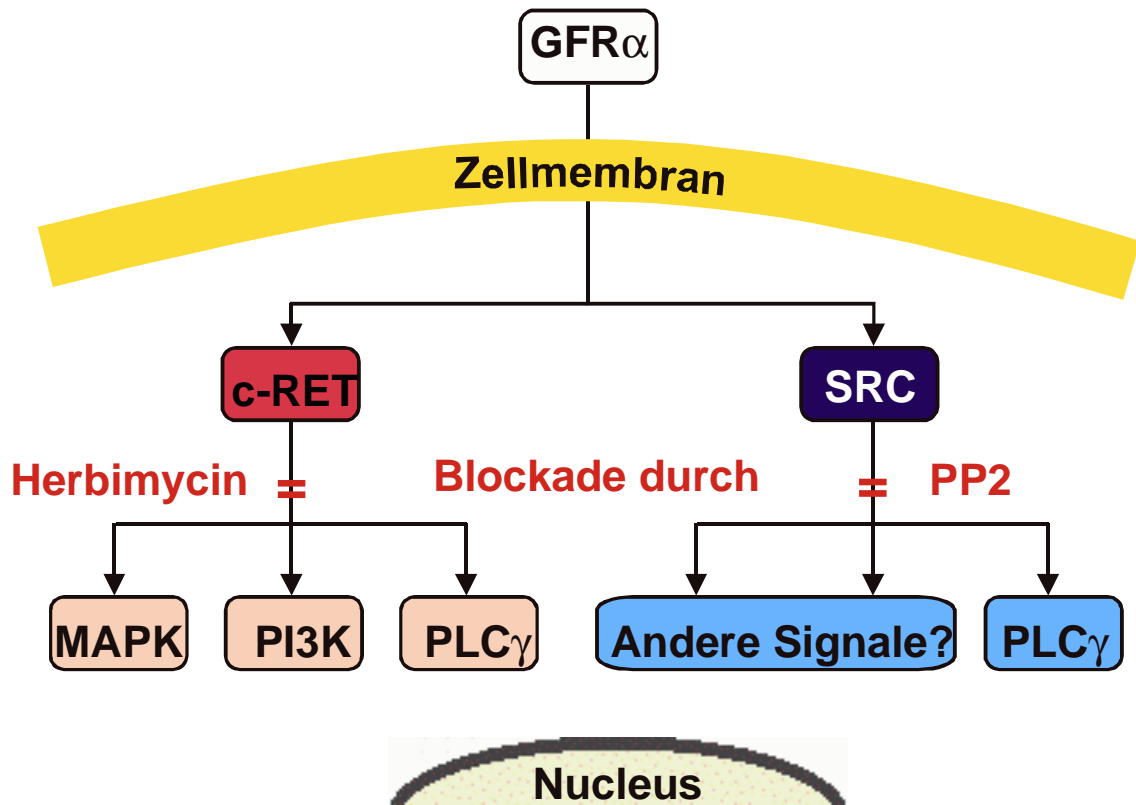 GFRα
Zellmembran
c-RET
SRC
Herbimycin
Blockade durch
PP2
MAPK
PI3K
PLCγ
Andere Signale?
PLCγ
Nucleus